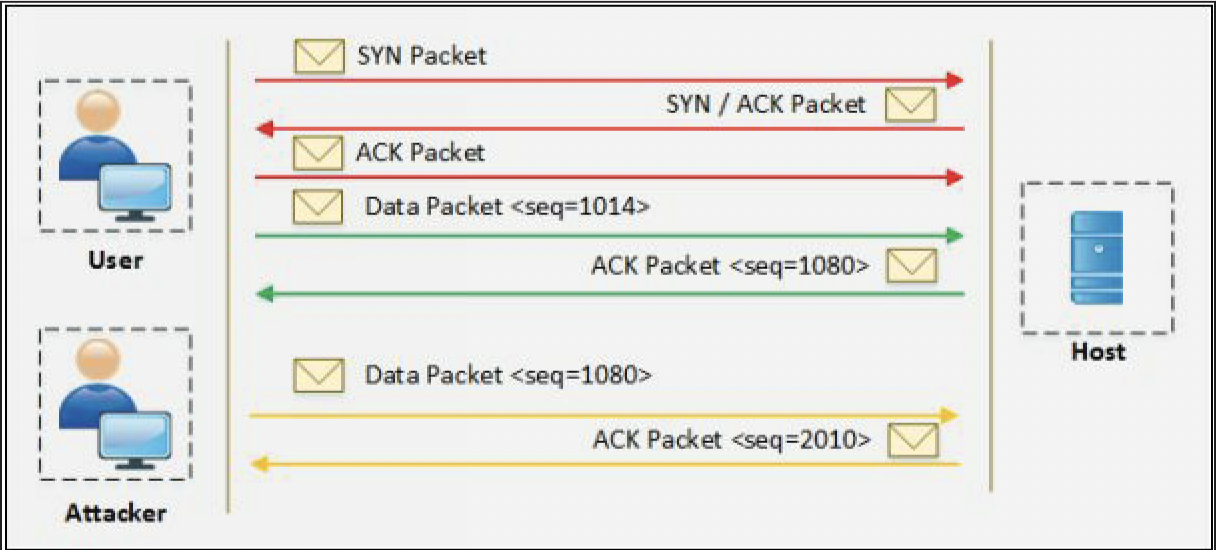 SYN Packet
SYN / ACK Packet
ACK Packet
Data Packet <seq=1014>
User
ACK Packet <seq=1080>
Host
Data Packet <seq=1080>
ACK Packet <seq=2010>
Attacker